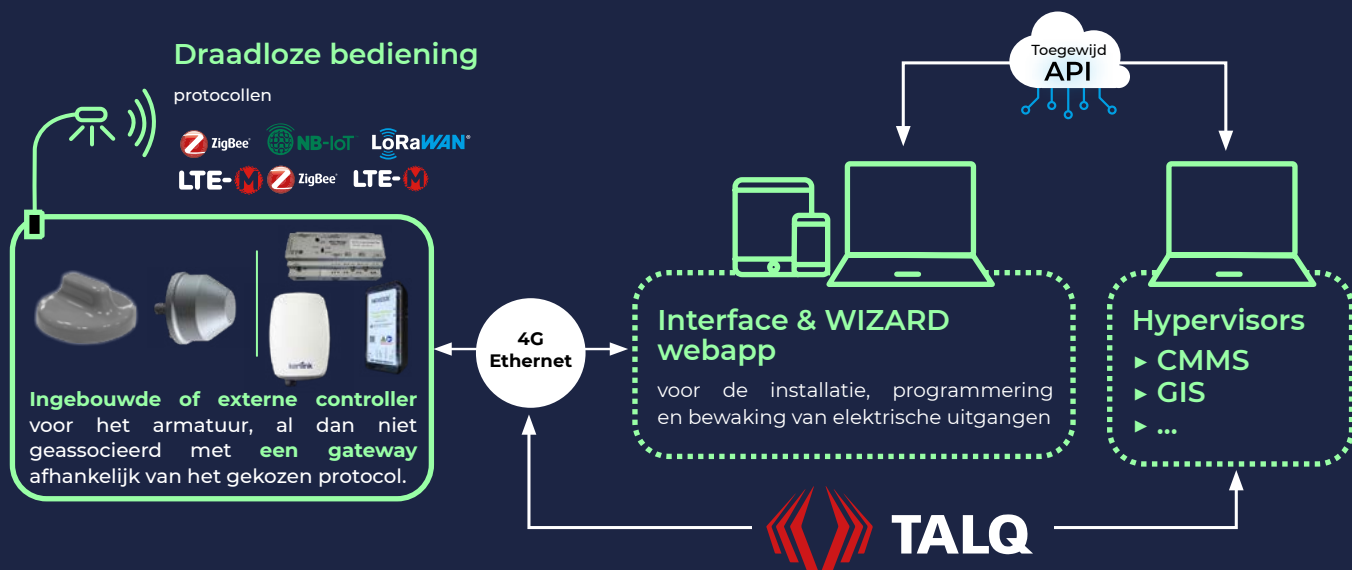 Draadloze bediening
protocollen
ZigBee NB-IoT LoRaWAN
LTE-M ZigBee LTE-M
Ingebouwde of externe controller
voor het armatuur, al dan niet
geassocieerd met een gateway
afhankelijk van het gekozen protocol.
kerlink
4G
Ethernet
Toegewijd
API
Interface & WIZARD
webapp
voor de installatie, programmering
en bewaking van elektrische uitgangen
Hypervisors
► CMMS
► GIS
► ...
TALQ